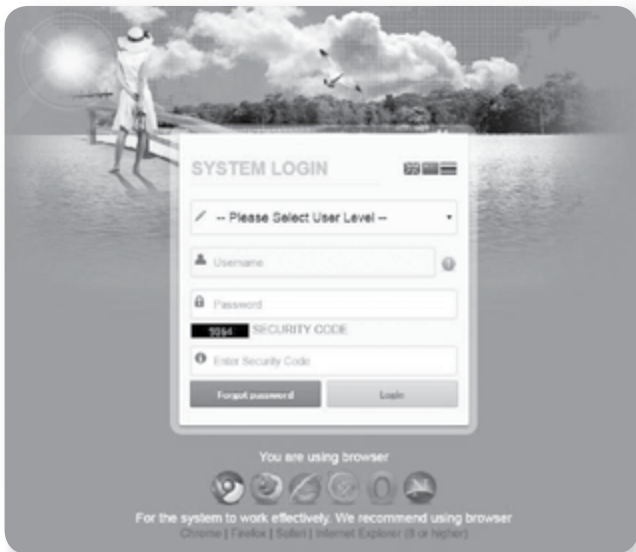 SYSTEM LOGIN
-- Please Select User Level --
Username
Password
SECURITY CODE
Enter Security Code
Forgot password
Login
You are using browser
For the system to work effectively. We recommend using browser
Chrome | Firefox | Safari | Internet Explorer (8 or higher)